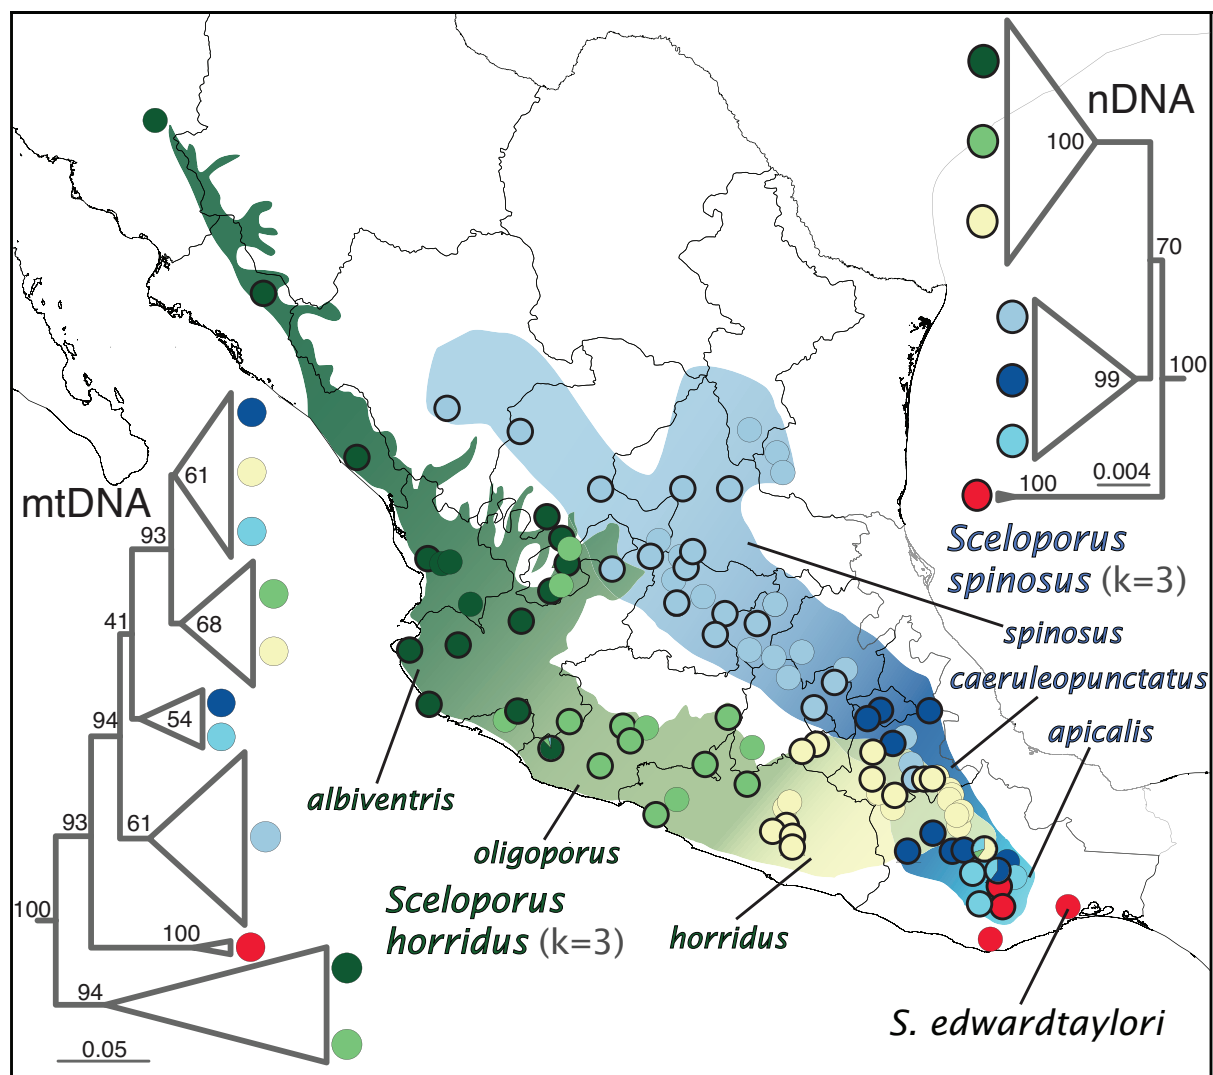 nDNA
100
70
99
100
0.004
100
mtDNA
61
93
68
41
54
94
93
61
100
100
94
0.05
Sceloporus
spinosus (k=3)
spinosus
caeruleopunctatus
apicalis
albiventris
oligoporus
Sceloporus
horridus (k=3)
horridus
S. edwardtaylori